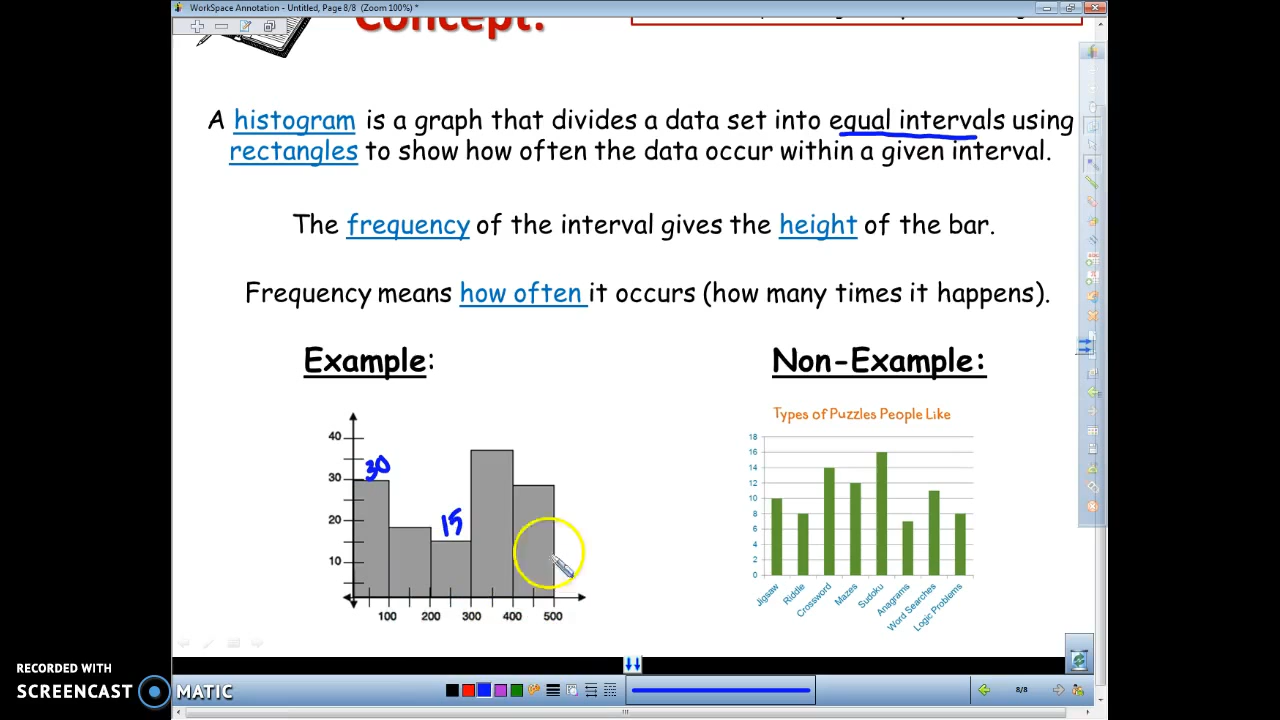 WorkSpace Annotation - Untitled, Page 8/8 (Zoom 100%) *
Concept:
A histogram is a graph that divides a data set into equal intervals using
rectangles to show how often the data occur within a given interval.
The frequency of the interval gives the height of the bar.
Frequency means how often it occurs (how many times it happens).
Example:
Non-Example:
40
30
20
10
30
15
100 200 300 400 500
Types of Puzzles People Like
18
16
14
12
10
8
6
4
2
0
Jigsaw
Riddle
Crossword
Mazes
Sudoku
Anagrams
Word Searches
Logic Problems
RECORDED WITH
SCREENCAST MATIC
8/8